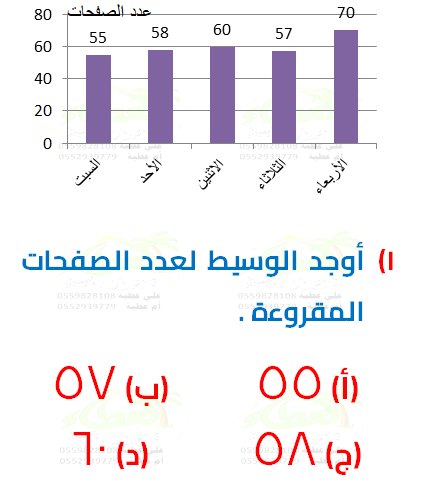 عدد الصفحات
80
60
40
20
0
55 58 60 57 70
السبت الأحد الاثنين الثلاثاء الأربعاء
١) أوجد الوسيط لعدد الصفحات
المقروءة .
(أ) ٥٥ (ب) ٥٧
(ج) ٥٨ (د) ٦٠